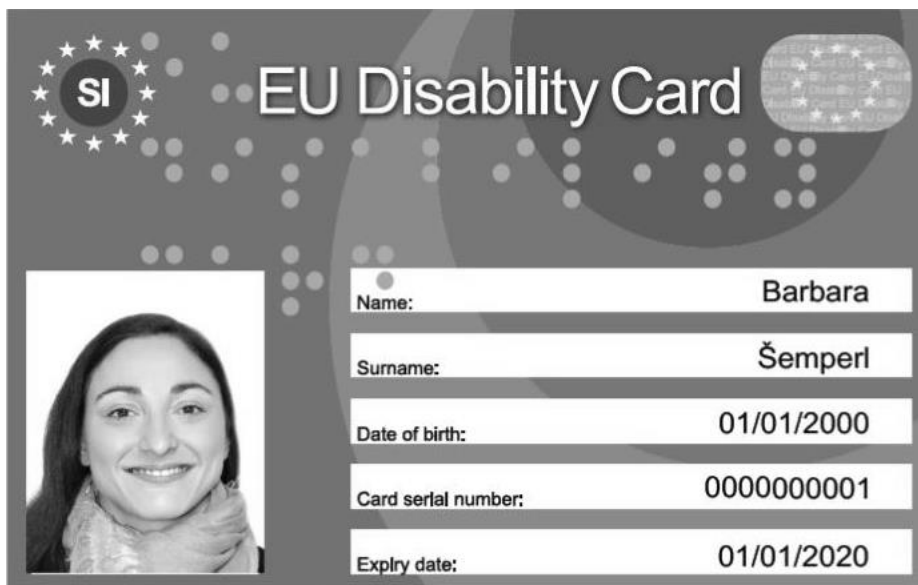 SI
EU Disability Card
Name: Barbara
Surname: Šemperl
Date of birth: 01/01/2000
Card serial number: 0000000001
Expiry date: 01/01/2020